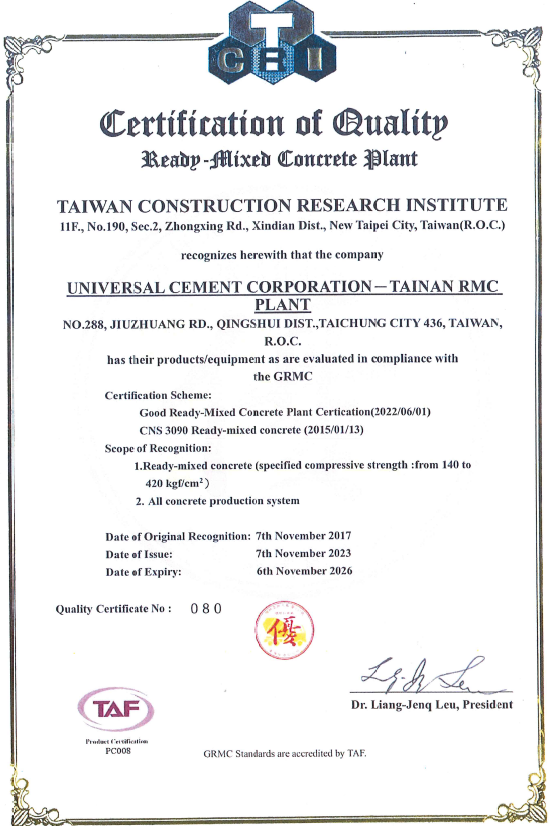 TCRI
Certification of Quality
Ready-Mixed Concrete Plant
TAIWAN CONSTRUCTION RESEARCH INSTITUTE
11F., No.190, Sec.2, Zhongxing Rd., Xindian Dist., New Taipei City, Taiwan(R.O.C.)
recognizes herewith that the company
UNIVERSAL CEMENT CORPORATION－TAINAN RMC
PLANT
NO.288, JIUZHUANG RD., QINGSHUI DIST.,TAICHUNG CITY 436, TAIWAN,
R.O.C.
has their products/equipment as are evaluated in compliance with
the GRMC
Certification Scheme:
Good Ready-Mixed Concrete Plant Certication(2022/06/01)
CNS 3090 Ready-mixed concrete (2015/01/13)
Scope of Recognition:
1.Ready-mixed concrete (specified compressive strength :from 140 to
420 kgf/cm²)
2. All concrete production system
Date of Original Recognition: 7th November 2017
Date of Issue: 7th November 2023
Date of Expiry: 6th November 2026
Quality Certificate No : 080
優
Dr. Liang-Jenq Leu, President
TAF
Product Certification
PC008
GRMC Standards are accredited by TAF.